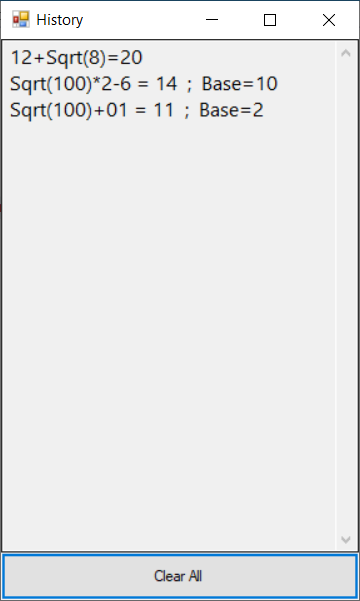 History
12+Sqrt(8)=20
Sqrt(100)*2-6 = 14 ; Base=10
Sqrt(100)+01 = 11 ; Base=2
Clear All